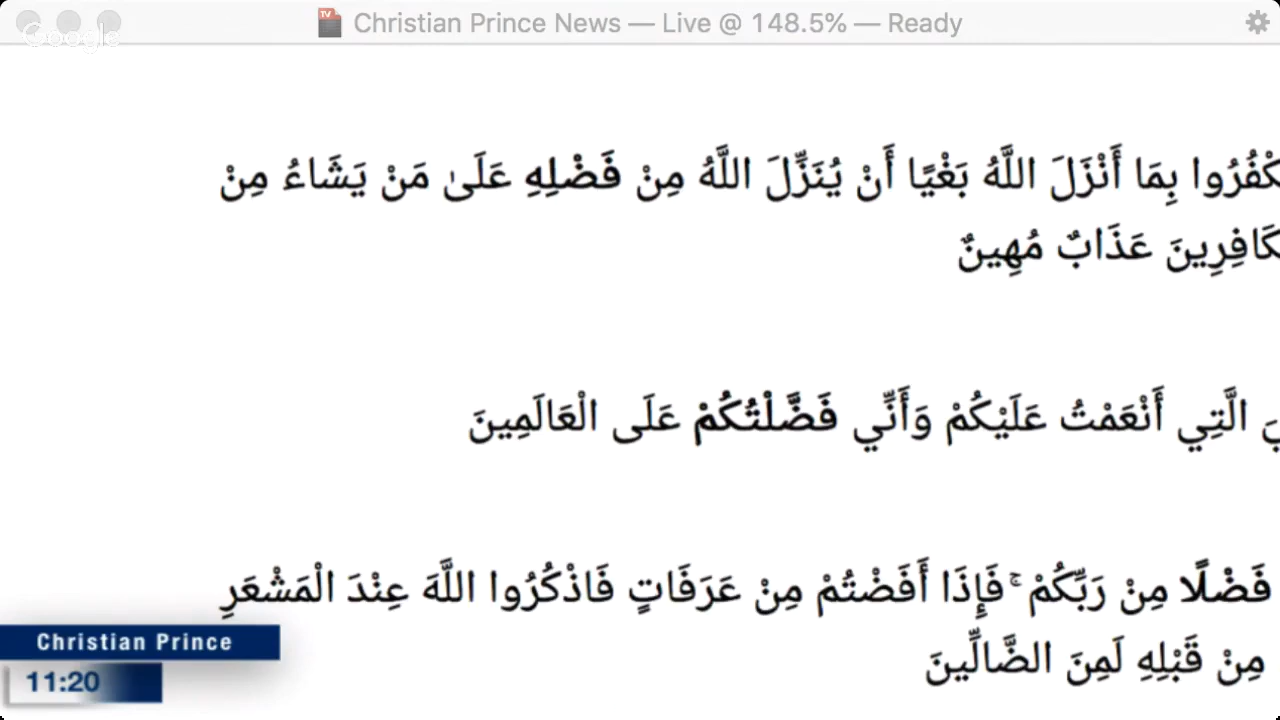 Google
Christian Prince News — Live @ 148.5% — Ready
كْفُرُوا بِمَا أَنْزَلَ اللَّهُ بَغْيًا أَنْ يُنَزِّلَ اللَّهُ مِنْ فَضْلِهِ عَلَىٰ مَنْ يَشَاءُ مِنْ
كَافِرِينَ عَذَابٌ مُهِينٌ
الَّتِي أَنْعَمْتُ عَلَيْكُمْ وَأَنِّي فَضَّلْتُكُمْ عَلَى الْعَالَمِينَ
فَضْلًا مِنْ رَبِّكُمْ ۚ فَإِذَا أَفَضْتُمْ مِنْ عَرَفَاتٍ فَاذْكُرُوا اللَّهَ عِنْدَ الْمَشْعَرِ
مِنْ قَبْلِهِ لَمِنَ الضَّالِّينَ
Christian Prince
11:20